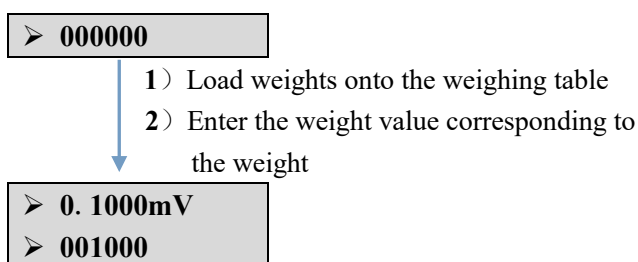 ➢ 000000
1）Load weights onto the weighing table
2）Enter the weight value corresponding to
the weight
➢ 0. 1000mV
➢ 001000